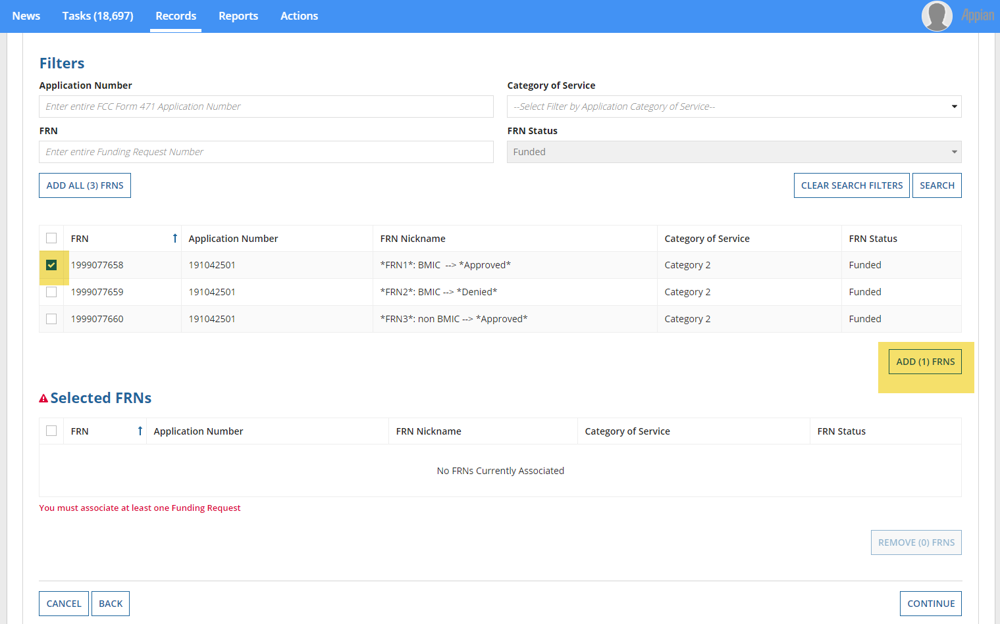 News Tasks (18,697) Records Reports Actions Appian
Filters
Application Number Category of Service
Enter entire FCC Form 471 Application Number --Select Filter by Application Category of Service--
FRN FRN Status
Enter entire Funding Request Number Funded
ADD ALL (3) FRNS CLEAR SEARCH FILTERS SEARCH
FRN Application Number FRN Nickname Category of Service FRN Status
1999077658 191042501 *FRN1*: BMIC --> *Approved* Category 2 Funded
1999077659 191042501 *FRN2*: BMIC --> *Denied* Category 2 Funded
1999077660 191042501 *FRN3*: non BMIC --> *Approved* Category 2 Funded
ADD (1) FRNS
Selected FRNs
FRN Application Number FRN Nickname Category of Service FRN Status
No FRNs Currently Associated
You must associate at least one Funding Request
REMOVE (0) FRNS
CANCEL BACK CONTINUE